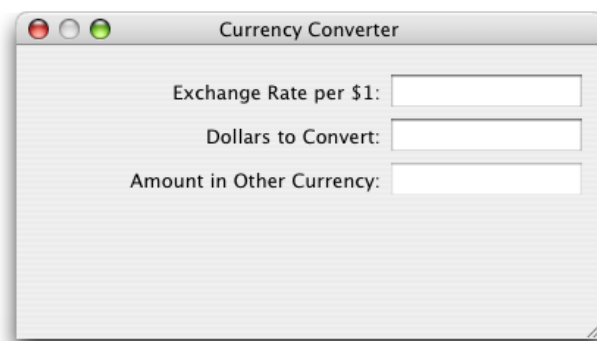 Currency Converter
Exchange Rate per $1:
Dollars to Convert:
Amount in Other Currency: